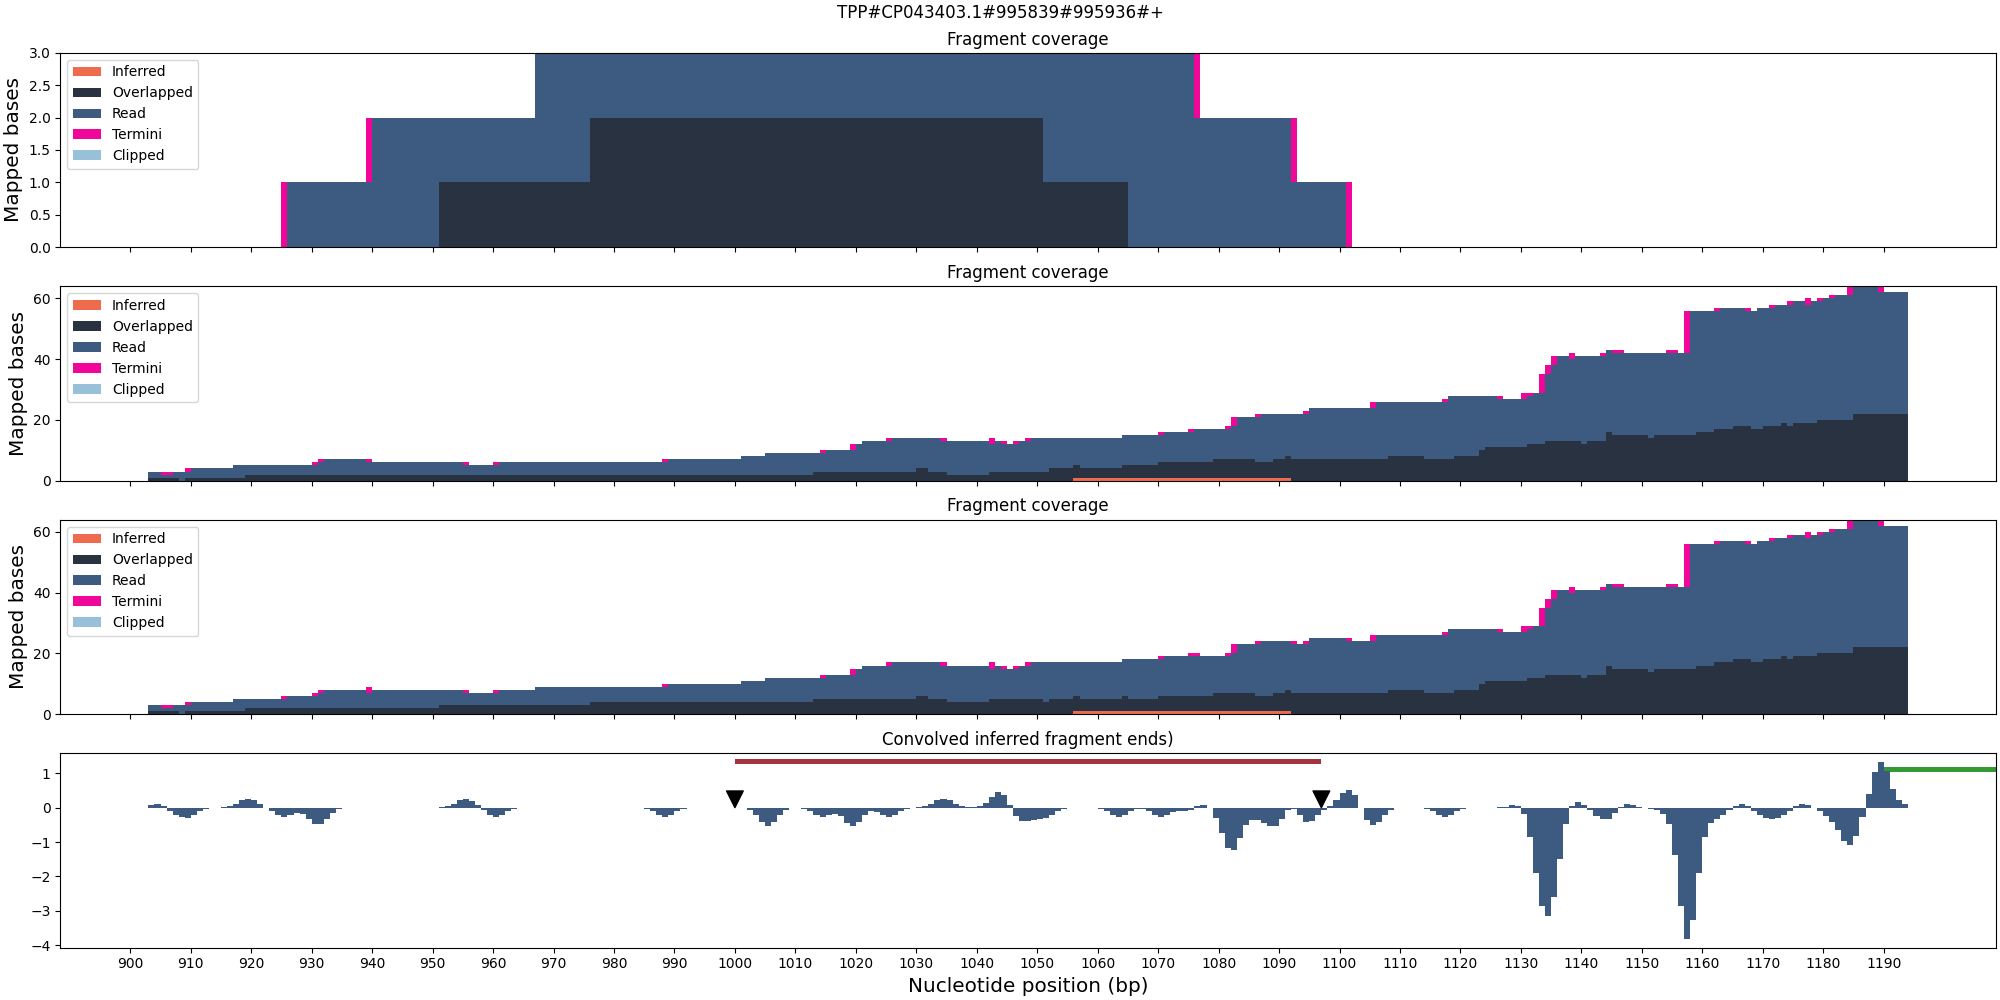 TPP#CP043403.1#995839#995936#+
Fragment coverage
Mapped bases
3.0
2.5
2.0
1.5
1.0
0.5
0.0
Inferred
Overlapped
Read
Termini
Clipped
Fragment coverage
Mapped bases
60
40
20
0
Inferred
Overlapped
Read
Termini
Clipped
Fragment coverage
Mapped bases
60
40
20
0
Inferred
Overlapped
Read
Termini
Clipped
Convolved inferred fragment ends)
1
0
−1
−2
−3
−4
900 910 920 930 940 950 960 970 980 990 1000 1010 1020 1030 1040 1050 1060 1070 1080 1090 1100 1110 1120 1130 1140 1150 1160 1170 1180 1190
Nucleotide position (bp)